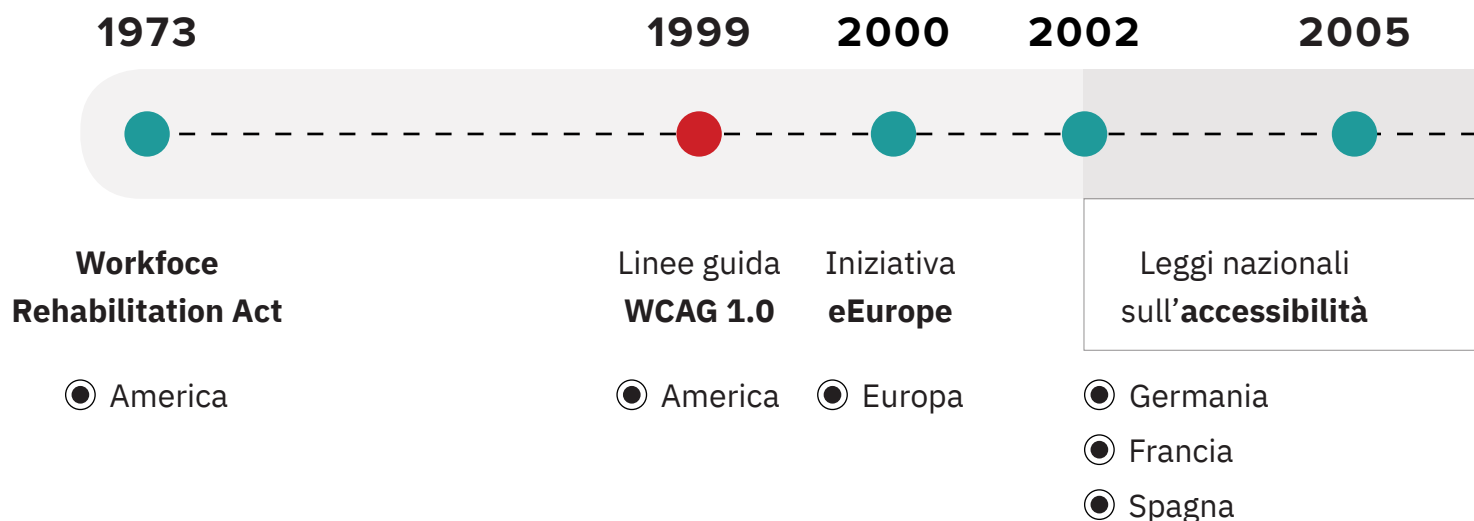 1973
1999
2000
2002
2005
Workfoce
Rehabilitation Act
America
Linee guida
WCAG 1.0
America
Iniziativa
eEurope
Europa
Leggi nazionali
sull’accessibilità
Germania
Francia
Spagna